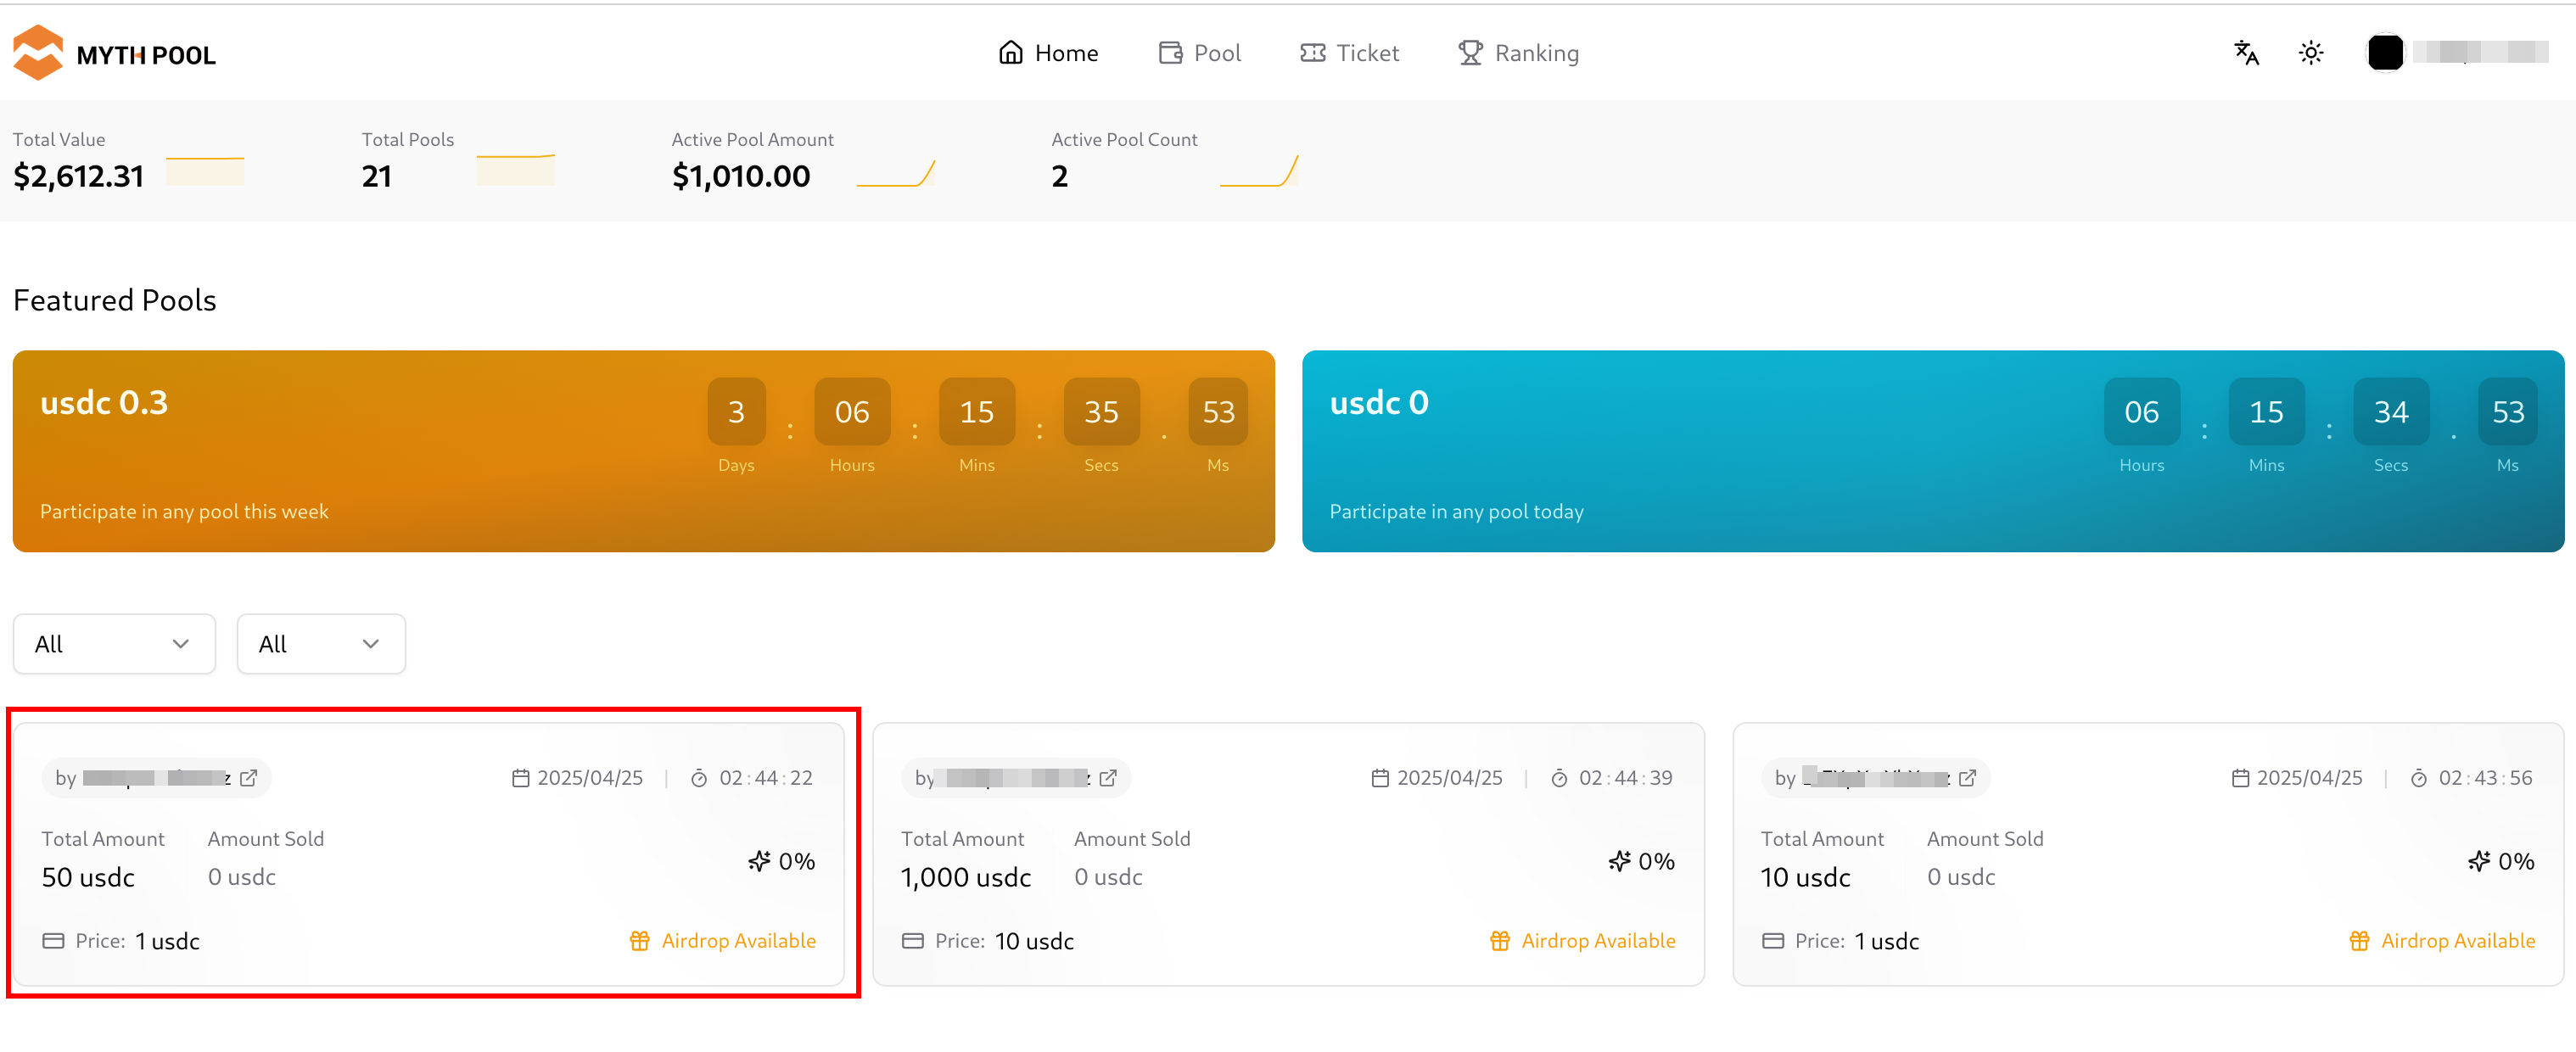 MYTH POOL
Home Pool Ticket Ranking
Total Value Total Pools Active Pool Amount Active Pool Count
$2,612.31 21 $1,010.00 2
Featured Pools
usdc 0.3
3 : 06 : 15 : 35 . 53
Days Hours Mins Secs Ms
Participate in any pool this week
usdc 0
06 : 15 : 34 . 53
Hours Mins Secs Ms
Participate in any pool today
All All
by
2025/04/25 | 02:44:22
Total Amount Amount Sold
50 usdc 0 usdc
0%
Price: 1 usdc
Airdrop Available
by
2025/04/25 | 02:44:39
Total Amount Amount Sold
1,000 usdc 0 usdc
0%
Price: 10 usdc
Airdrop Available
by
2025/04/25 | 02:43:56
Total Amount Amount Sold
10 usdc 0 usdc
0%
Price: 1 usdc
Airdrop Available